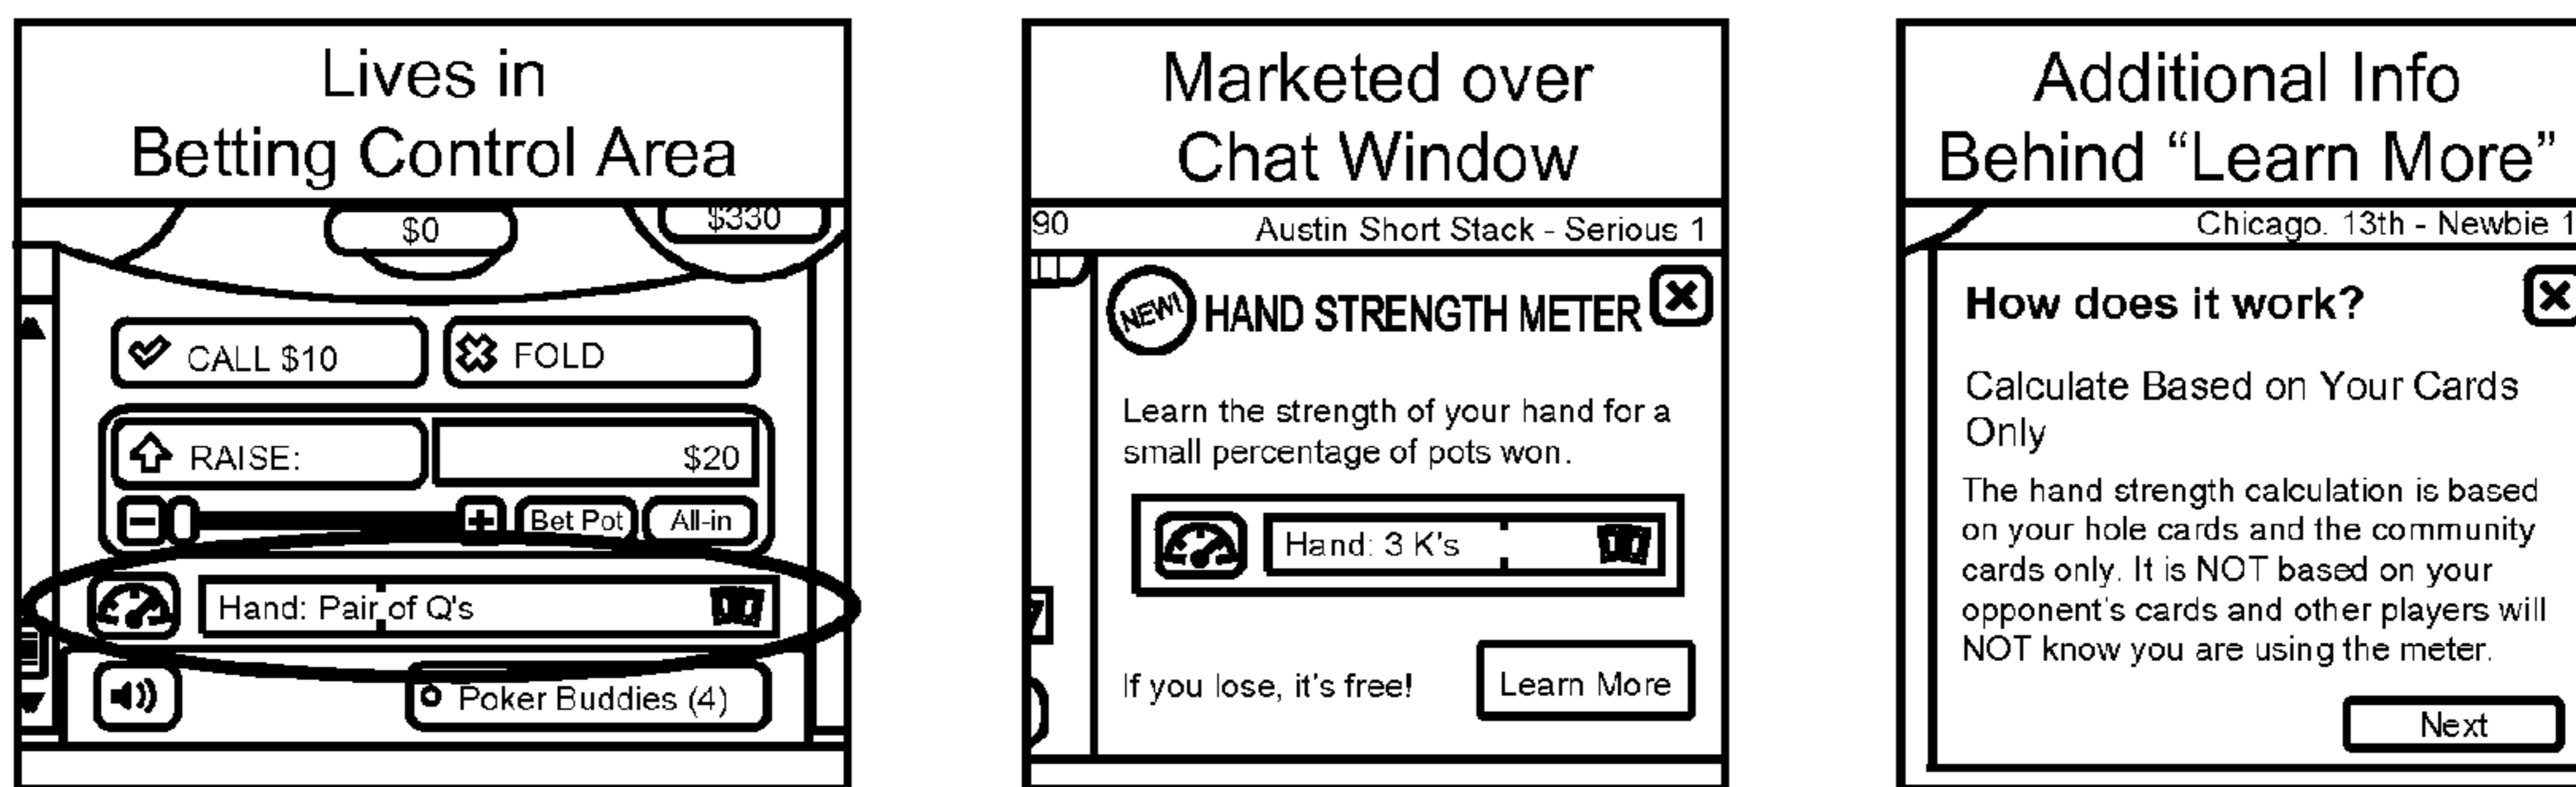 Lives in
Betting Control Area
$0
$330
CALL $10
FOLD
RAISE:
$20
Bet Pot
All-in
Hand: Pair of Q's
Poker Buddies (4)
Marketed over
Chat Window
90
Austin Short Stack - Serious 1
NEW!
HAND STRENGTH METER
Learn the strength of your hand for a
small percentage of pots won.
Hand: 3 K's
If you lose, it's free!
Learn More
Additional Info
Behind “Learn More”
Chicago. 13th - Newbie 1
How does it work?
Calculate Based on Your Cards
Only
The hand strength calculation is based
on your hole cards and the community
cards only. It is NOT based on your
opponent's cards and other players will
NOT know you are using the meter.
Next